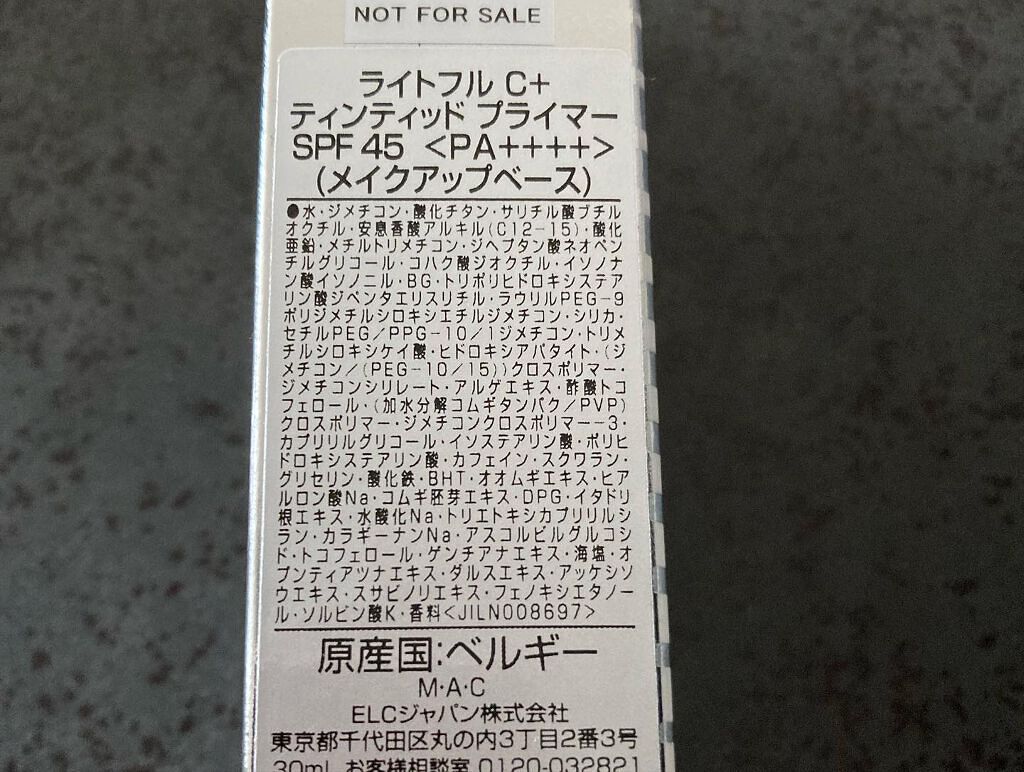 NOT FOR SALE
ライトフル C+
ティンティッド プライマー
SPF 45 <PA++++>
(メイクアップベース)
●水・ジメチコン・酸化チタン・サリチル酸ブチル
オクチル・安息香酸アルキル(C12-15)・酸化
亜鉛・メチルトリメチコン・ジヘプタン酸ネオペン
チルグリコール・コハク酸ジオクチル・イソノナ
ン酸イソノニル・BG・トリポリヒドロキシステア
リン酸ジペンタエリスリチル・ラウリルPEG-9
ポリジメチルシロキシエチルジメチコン・シリカ・
セチルPEG/PPG-10/1ジメチコン・トリメ
チルシロキシケイ酸・ヒドロキシアパタイト・(ジ
メチコン/(PEG-10/15))クロスポリマー・
ジメチコンシリレート・アルゲエキス・酢酸トコ
フェロール・(加水分解コムギタンパク/PVP)
クロスポリマー・ジメチコンクロスポリマー-3・
カプリリルグリコール・イソステアリン酸・ポリヒ
ドロキシステアリン酸・カフェイン・スクワラン・
グリセリン・酸化鉄・BHT・オオムギエキス・ヒア
ルロン酸Na・コムギ胚芽エキス・DPG・イタドリ
根エキス・水酸化Na・トリエトキシカプリリルシ
ラン・カラギーナンNa・アスコルビルグルコシ
ド・トコフェロール・ゲンチアナエキス・海塩・オ
プンティアツナエキス・ダルスエキス・アッケシソ
ウエキス・スサビノリエキス・フェノキシエタノー
ル・ソルビン酸K・香料<JILN008697>
原産国:ベルギー
M・A・C
ELCジャパン株式会社
東京都千代田区丸の内3丁目2番3号
30mL お客様相談室 0120-032821